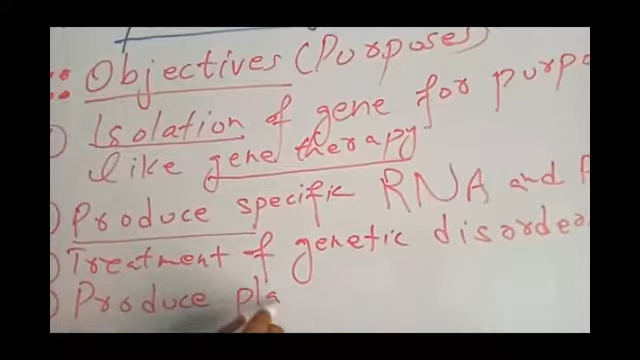 :: Objectives (Purposes)
) Isolation of gene for purpo
like gene therapy
) Produce specific RNA and
) Treatment of genetic disorder
) Produce pla